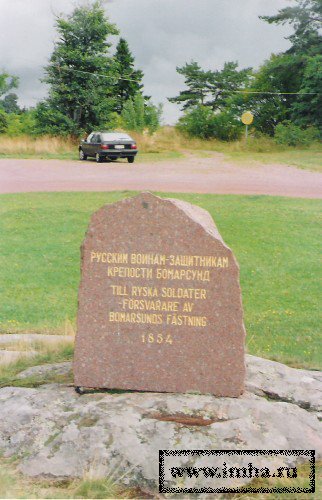 РУССКИМ ВОИНАМ-ЗАЩИТНИКАМ
КРЕПОСТИ БОМАРСУНД
TILL RYSKA SOLDATER
FÖRSVARARE AV
BOMARSUNDS FÄSTNING
1854
www.imha.ru